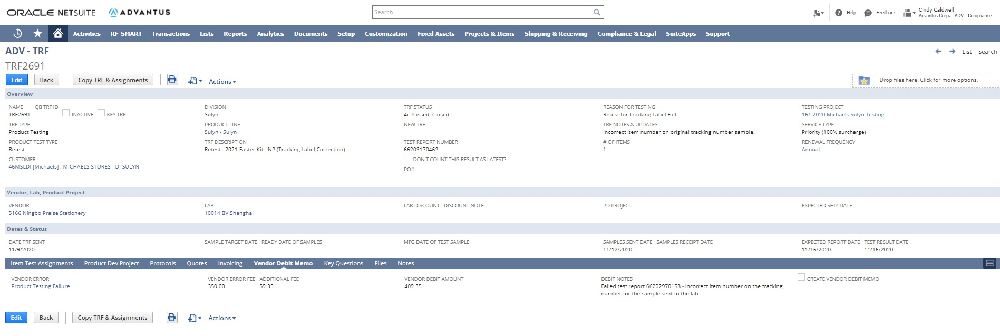 ORACLE NETSUITE ADVANTUS Search Help Feedback Cindy Caldwell
Advantus Corp. - ADV - Compliance
Activities RF-SMART Transactions Lists Reports Analytics Documents Setup Customization Fixed Assets Projects & Items Shipping & Receiving Compliance & Legal SuiteApps Support
ADV - TRF
List Search
TRF2691
Edit Back Copy TRF & Assignments Actions
Drop files here. Click for more options.
Overview
NAME QB TRF ID DIVISION TRF STATUS REASON FOR TESTING TESTING PROJECT
TRF2691 INACTIVE KEY TRF Sulyn 4c-Passed, Closed Retest for Tracking Label Fail 161 2020 Michaels Sulyn Testing
TRF TYPE PRODUCT LINE NEW TRF TRF NOTES & UPDATES SERVICE TYPE
Product Testing Sulyn - Sulyn Incorrect item number on original tracking number sample. Priority (100% surcharge)
PRODUCT TEST TYPE TRF DESCRIPTION TEST REPORT NUMBER # OF ITEMS RENEWAL FREQUENCY
Retest Retest - 2021 Easter Kit - NP (Tracking Label Correction) 66203170462 1 Annual
CUSTOMER DON'T COUNT THIS RESULT AS LATEST?
46MSLDI [Michaels] : MICHAELS STORES - DI SULYN PO#
Vendor, Lab, Product Project
VENDOR LAB LAB DISCOUNT DISCOUNT NOTE PD PROJECT EXPECTED SHIP DATE
5166 Ningbo Praise Stationery 10014 BV Shanghai
Dates & Status
DATE TRF SENT SAMPLE TARGET DATE READY DATE OF SAMPLES MFG DATE OF TEST SAMPLE SAMPLES SENT DATE SAMPLES RECEIPT DATE EXPECTED REPORT DATE TEST RESULT DATE
11/9/2020 11/12/2020 11/16/2020 11/16/2020
Item Test Assignments Product Dev Project Protocols Quotes Invoicing Vendor Debit Memo Key Questions Files Notes
VENDOR ERROR VENDOR ERROR FEE ADDITIONAL FEE VENDOR DEBIT AMOUNT DEBIT NOTES CREATE VENDOR DEBIT MEMO
Product Testing Failure 350.00 59.35 409.35 Failed test report 66202970153 - incorrect item number on the tracking
number for the sample sent to the lab.
Edit Back Copy TRF & Assignments Actions